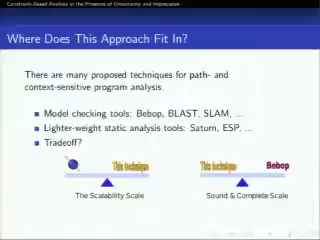 Constraint-Based Analysis in the Presence of Uncertainty and Imprecision
Where Does This Approach Fit In?
There are many proposed techniques for path- and
context-sensitive program analysis.
Model checking tools: Bebop, BLAST, SLAM, ...
Lighter-weight static analysis tools: Saturn, ESP, ...
Tradeoff?
This technique
This technique
Bebop
The Scalability Scale
Sound & Complete Scale